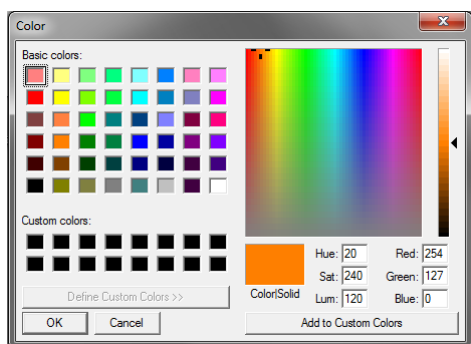 Color
Basic colors:
Custom colors:
Define Custom Colors >>
OK
Cancel
Color|Solid
Hue: 20
Sat: 240
Lum: 120
Red: 254
Green: 127
Blue: 0
Add to Custom Colors